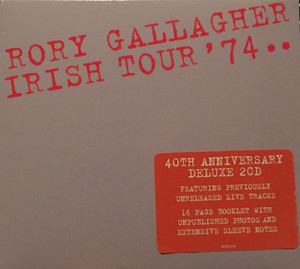 RORY GALLAGHER
IRISH TOUR '74..
40TH ANNIVERSARY
DELUXE 2CD
FEATURING PREVIOUSLY
UNRELEASED LIVE TRACKS
16 PAGE BOOKLET WITH
UNPUBLISHED PHOTOS AND
EXTENSIVE SLEEVE NOTES